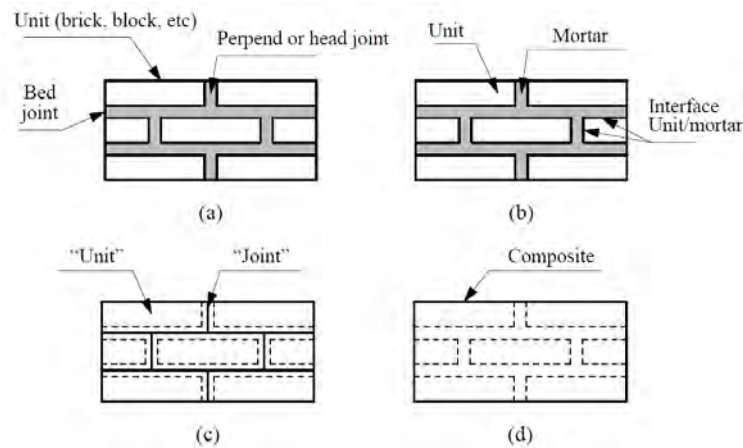 Unit (brick, block, etc)
Perpend or head joint
Bed
joint
(a)
Unit
Mortar
Interface
Unit/mortar
(b)
“Unit”
“Joint”
(c)
Composite
(d)